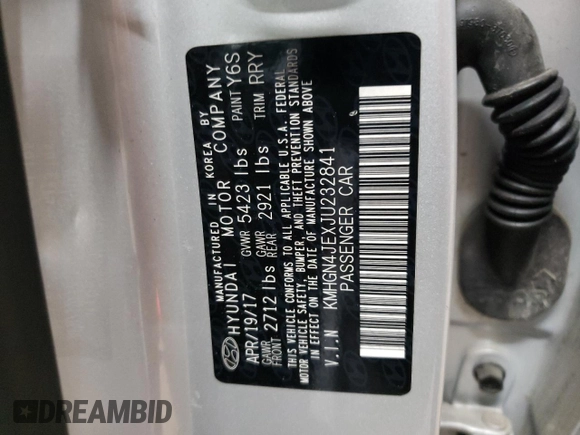 MANUFACTURED IN KOREA BY
HYUNDAI MOTOR COMPANY
APR/19/17 GVWR 5423 lbs PAINT Y6S
GAWR FRONT 2712 lbs GAWR REAR 2921 lbs TRIM RRY
THIS VEHICLE CONFORMS TO ALL APPLICABLE U.S.A. FEDERAL
MOTOR VEHICLE SAFETY, BUMPER, AND THEFT PREVENTION STANDARDS
IN EFFECT ON THE DATE OF MANUFACTURE SHOWN ABOVE
V.I.N KMHGN4JEXJU232841
PASSENGER CAR
DREAMBID